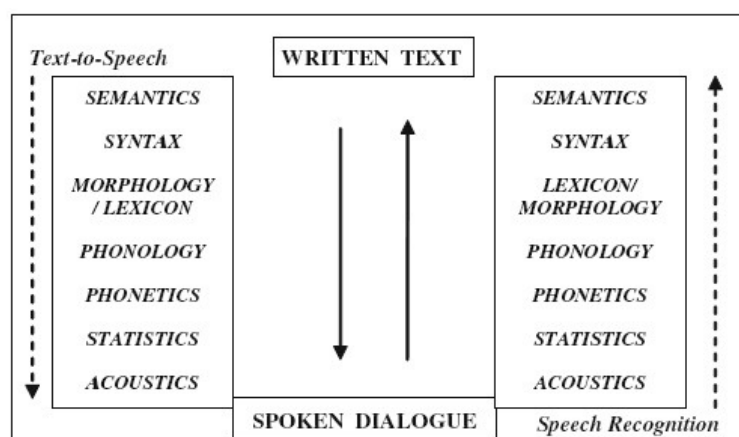 Text-to-Speech
WRITTEN TEXT
SEMANTICS
SYNTAX
MORPHOLOGY
/ LEXICON
PHONOLOGY
PHONETICS
STATISTICS
ACOUSTICS
SEMANTICS
SYNTAX
LEXICON/
MORPHOLOGY
PHONOLOGY
PHONETICS
STATISTICS
ACOUSTICS
SPOKEN DIALOGUE
Speech Recognition